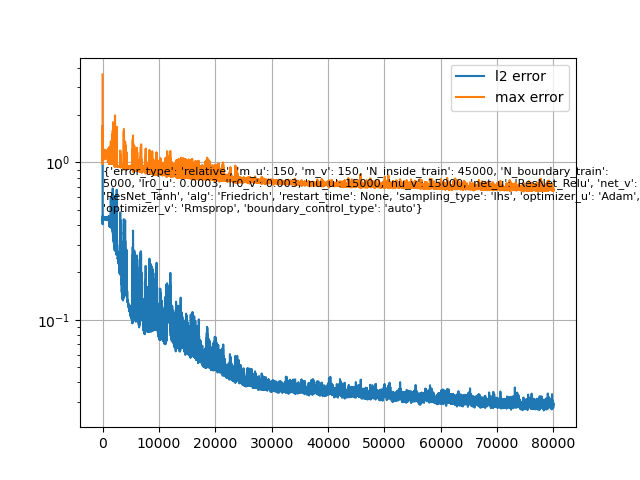 l2 error
max error
10⁰
{'error_type': 'relative', 'm_u': 150, 'm_v': 150, 'N_inside_train': 45000, 'N_boundary_train':
5000, 'lr0_u': 0.0003, 'lr0_v': 0.003, 'nu_u': 15000, 'nu_v': 15000, 'net_u': 'ResNet_Relu', 'net_v':
'ResNet_Tanh', 'alg': 'Friedrich', 'restart_time': None, 'sampling_type': 'lhs', 'optimizer_u': 'Adam',
'optimizer_v': 'Rmsprop', 'boundary_control_type': 'auto'}
10⁻¹
0 10000 20000 30000 40000 50000 60000 70000 80000